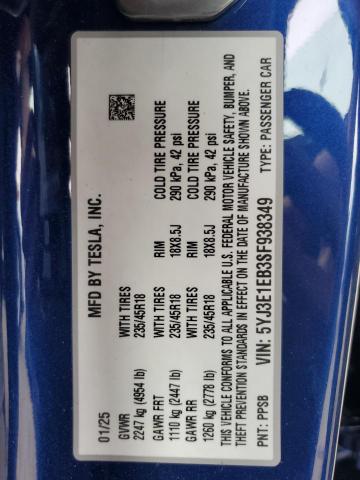 MFD BY TESLA, INC.
01/25
GVWR
2247 kg (4954 lb)
GAWR FRT WITH TIRES RIM COLD TIRE PRESSURE
1110 kg (2447 lb) 235/45R18 18X8.5J 290 kPa, 42 psi
GAWR RR WITH TIRES RIM COLD TIRE PRESSURE
1260 kg (2778 lb) 235/45R18 18X8.5J 290 kPa, 42 psi
THIS VEHICLE CONFORMS TO ALL APPLICABLE U.S. FEDERAL MOTOR VEHICLE SAFETY, BUMPER, AND
THEFT PREVENTION STANDARDS IN EFFECT ON THE DATE OF MANUFACTURE SHOWN ABOVE.
PNT: PPSB VIN: 5YJ3E1EB3SF938349 TYPE: PASSENGER CAR